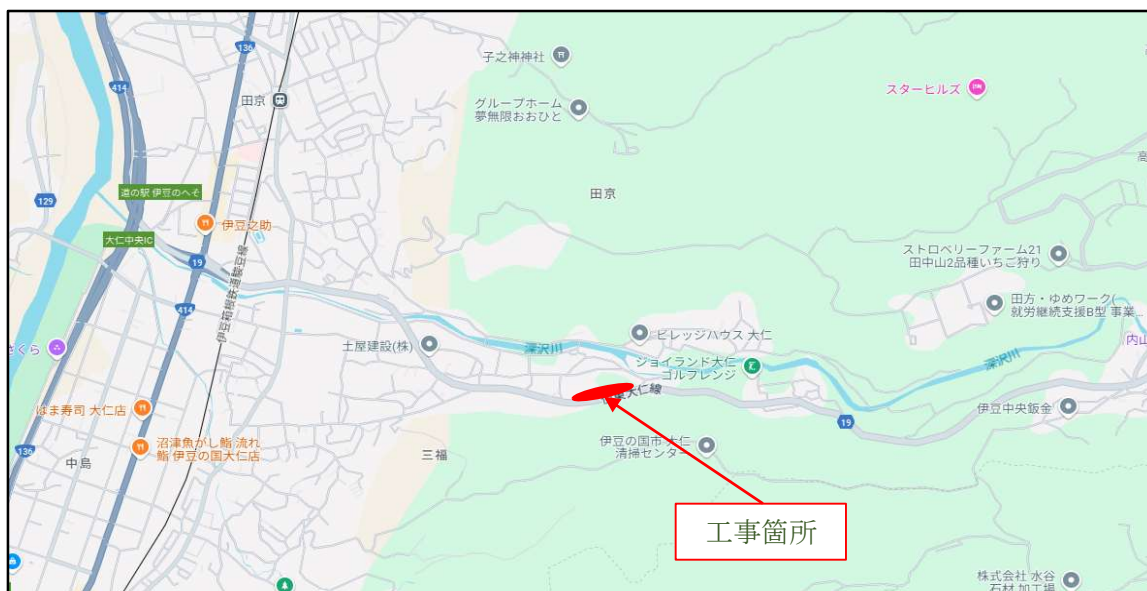 136
414
子之神神社
スターヒルズ
田京
グループホーム
夢無限おおひと
129
道の駅 伊豆のへそ
田京
伊豆之助
大仁中央IC
19
ストロベリーファーム21
田中山2品種いちご狩り
414
伊豆箱根鉄道駿豆線
田方・ゆめワーク(
就労継続支援B型 事業...
土屋建設(株)
深沢川
ビレッジハウス 大仁
深沢川
さくら
ジョイランド大仁
ゴルフレンジ
内山
大仁線
はま寿司 大仁店
伊豆中央鈑金
19
沼津魚がし鮨 流れ
鮨 伊豆の国大仁店
136
中島
三福
伊豆の国市 大仁
清掃センター
工事箇所
株式会社 水谷
石材 加工場